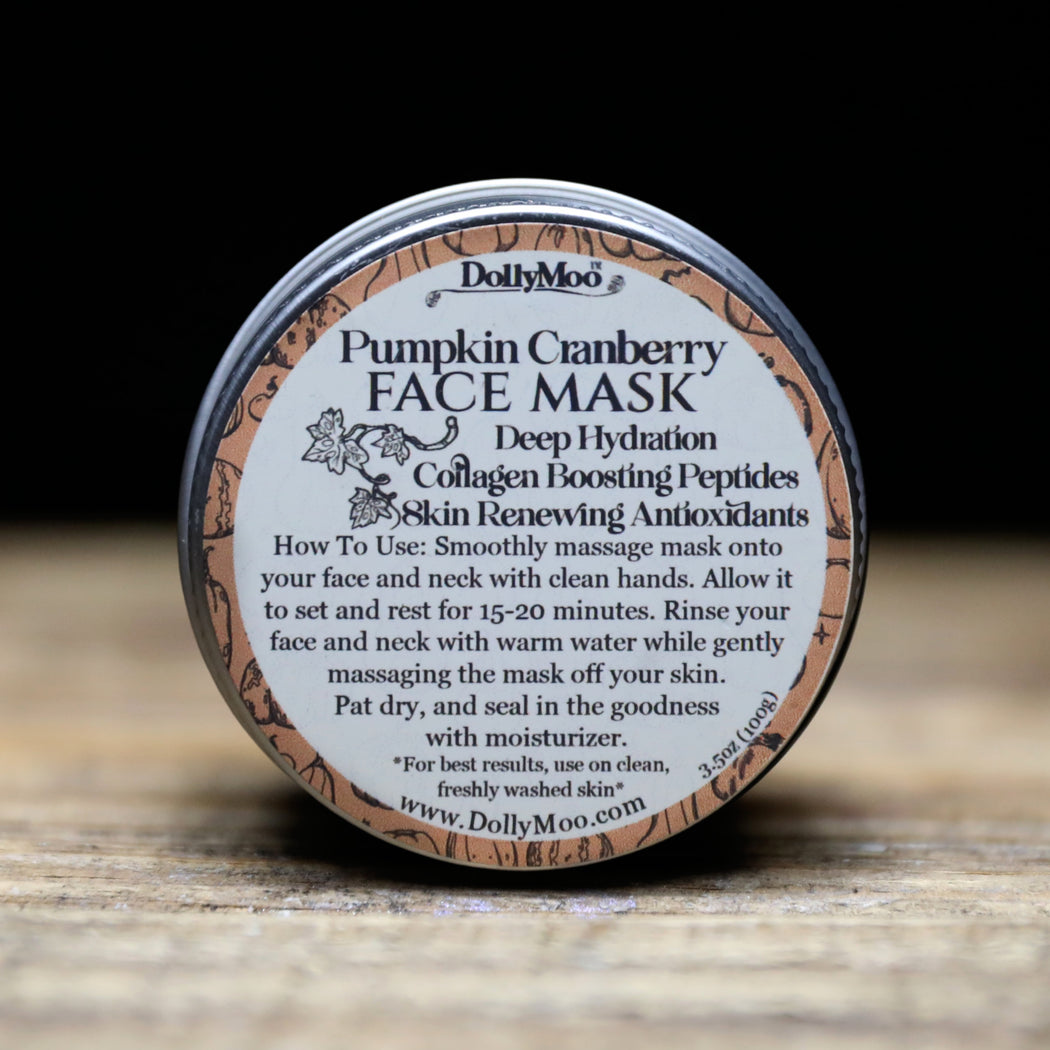 DollyMoo™
Pumpkin Cranberry
FACE MASK
Deep Hydration
Collagen Boosting Peptides
Skin Renewing Antioxidants
How To Use: Smoothly massage mask onto
your face and neck with clean hands. Allow it
to set and rest for 15-20 minutes. Rinse your
face and neck with warm water while gently
massaging the mask off your skin.
Pat dry, and seal in the goodness
with moisturizer.
*For best results, use on clean,
freshly washed skin*
www.DollyMoo.com
3.5oz (100g)